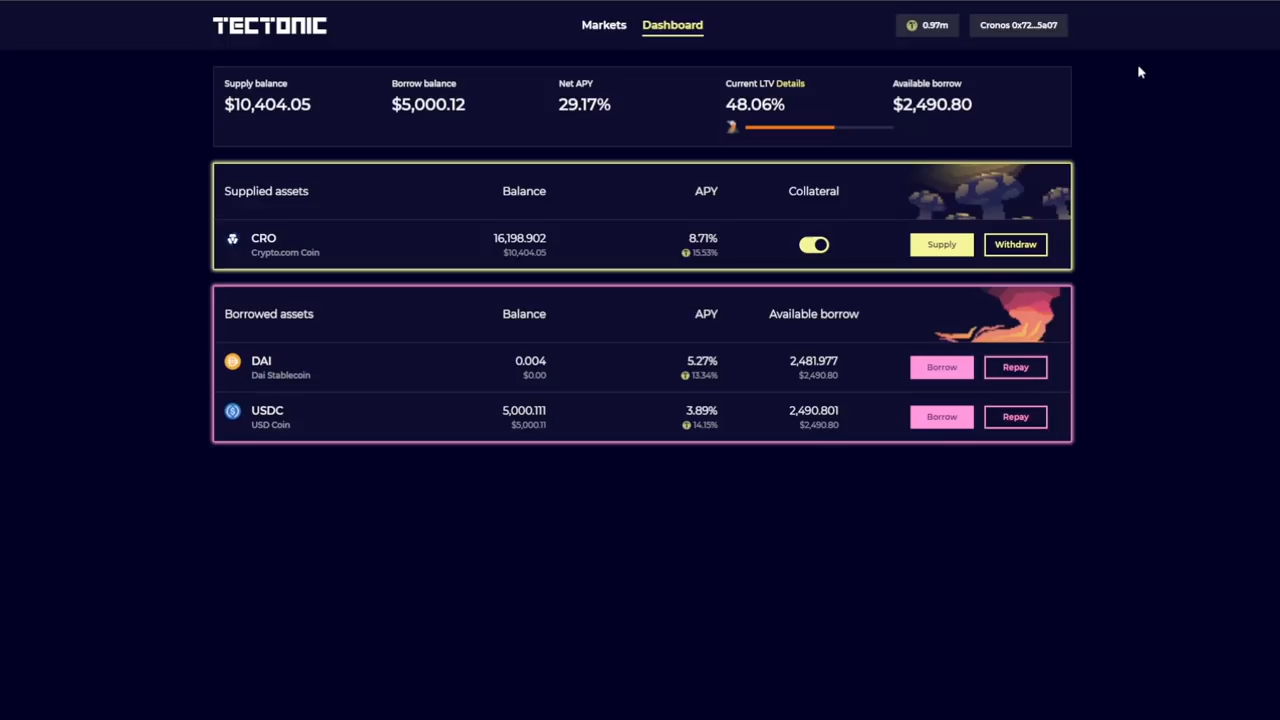 TECTONIC
Markets Dashboard
0.97m
Cronos 0x72...5a07
Supply balance
$10,404.05
Borrow balance
$5,000.12
Net APY
29.17%
Current LTV Details
48.06%
Available borrow
$2,490.80
Supplied assets Balance APY Collateral
CRO 16,198.902 8.71%
Crypto.com Coin $10,404.05 15.53%
Supply Withdraw
Borrowed assets Balance APY Available borrow
DAI 0.004 5.27% 2,481.977
Dai Stablecoin $0.00 13.34% $2,490.80
Borrow Repay
USDC 5,000.111 3.89% 2,490.801
USD Coin $5,000.11 14.15% $2,490.80
Borrow Repay